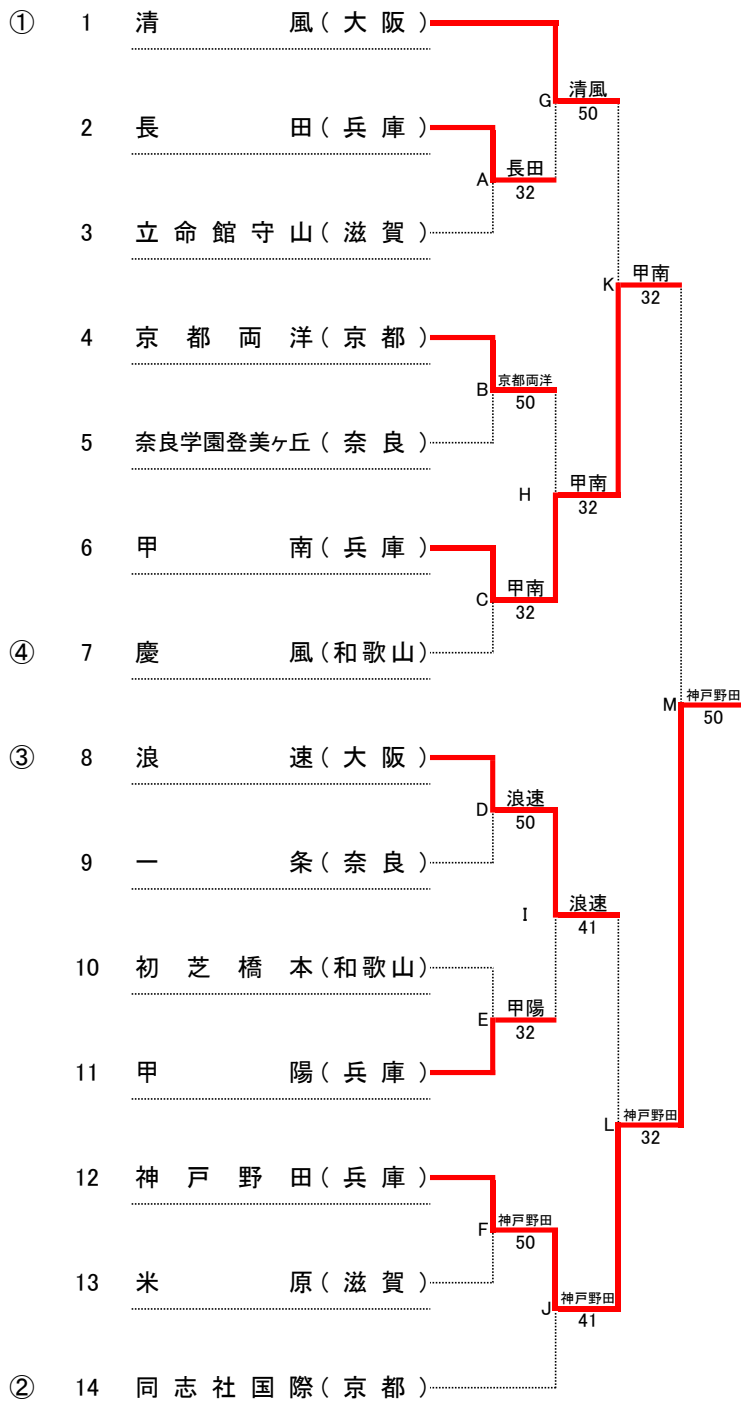 ① 1 清風(大阪)
清風
G
50
2 長田(兵庫)
長田
A
32
3 立命館守山(滋賀)
甲南
K
32
4 京都両洋(京都)
京都両洋
B
50
5 奈良学園登美ヶ丘(奈良)
甲南
H
32
6 甲南(兵庫)
甲南
C
32
④ 7 慶風(和歌山)
神戸野田
M
50
③ 8 浪速(大阪)
浪速
D
50
9 一条(奈良)
浪速
I
41
10 初芝橋本(和歌山)
甲陽
E
32
11 甲陽(兵庫)
神戸野田
L
32
12 神戸野田(兵庫)
神戸野田
F
50
13 米原(滋賀)
神戸野田
J
41
② 14 同志社国際(京都)